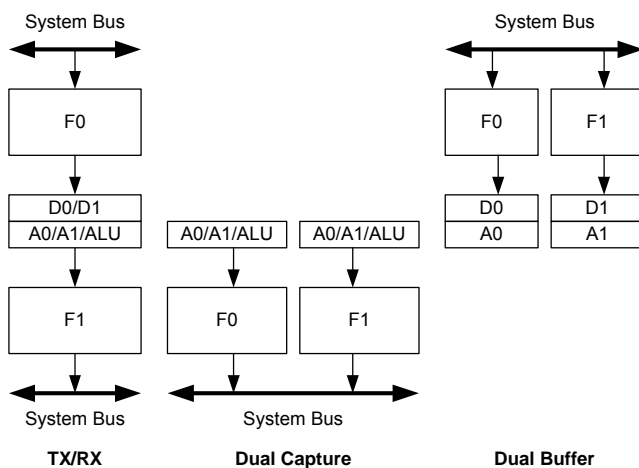 System Bus
F0
D0/D1
A0/A1/ALU
F1
System Bus
TX/RX
A0/A1/ALU
A0/A1/ALU
F0
F1
System Bus
Dual Capture
System Bus
F0
F1
D0
D1
A0
A1
Dual Buffer